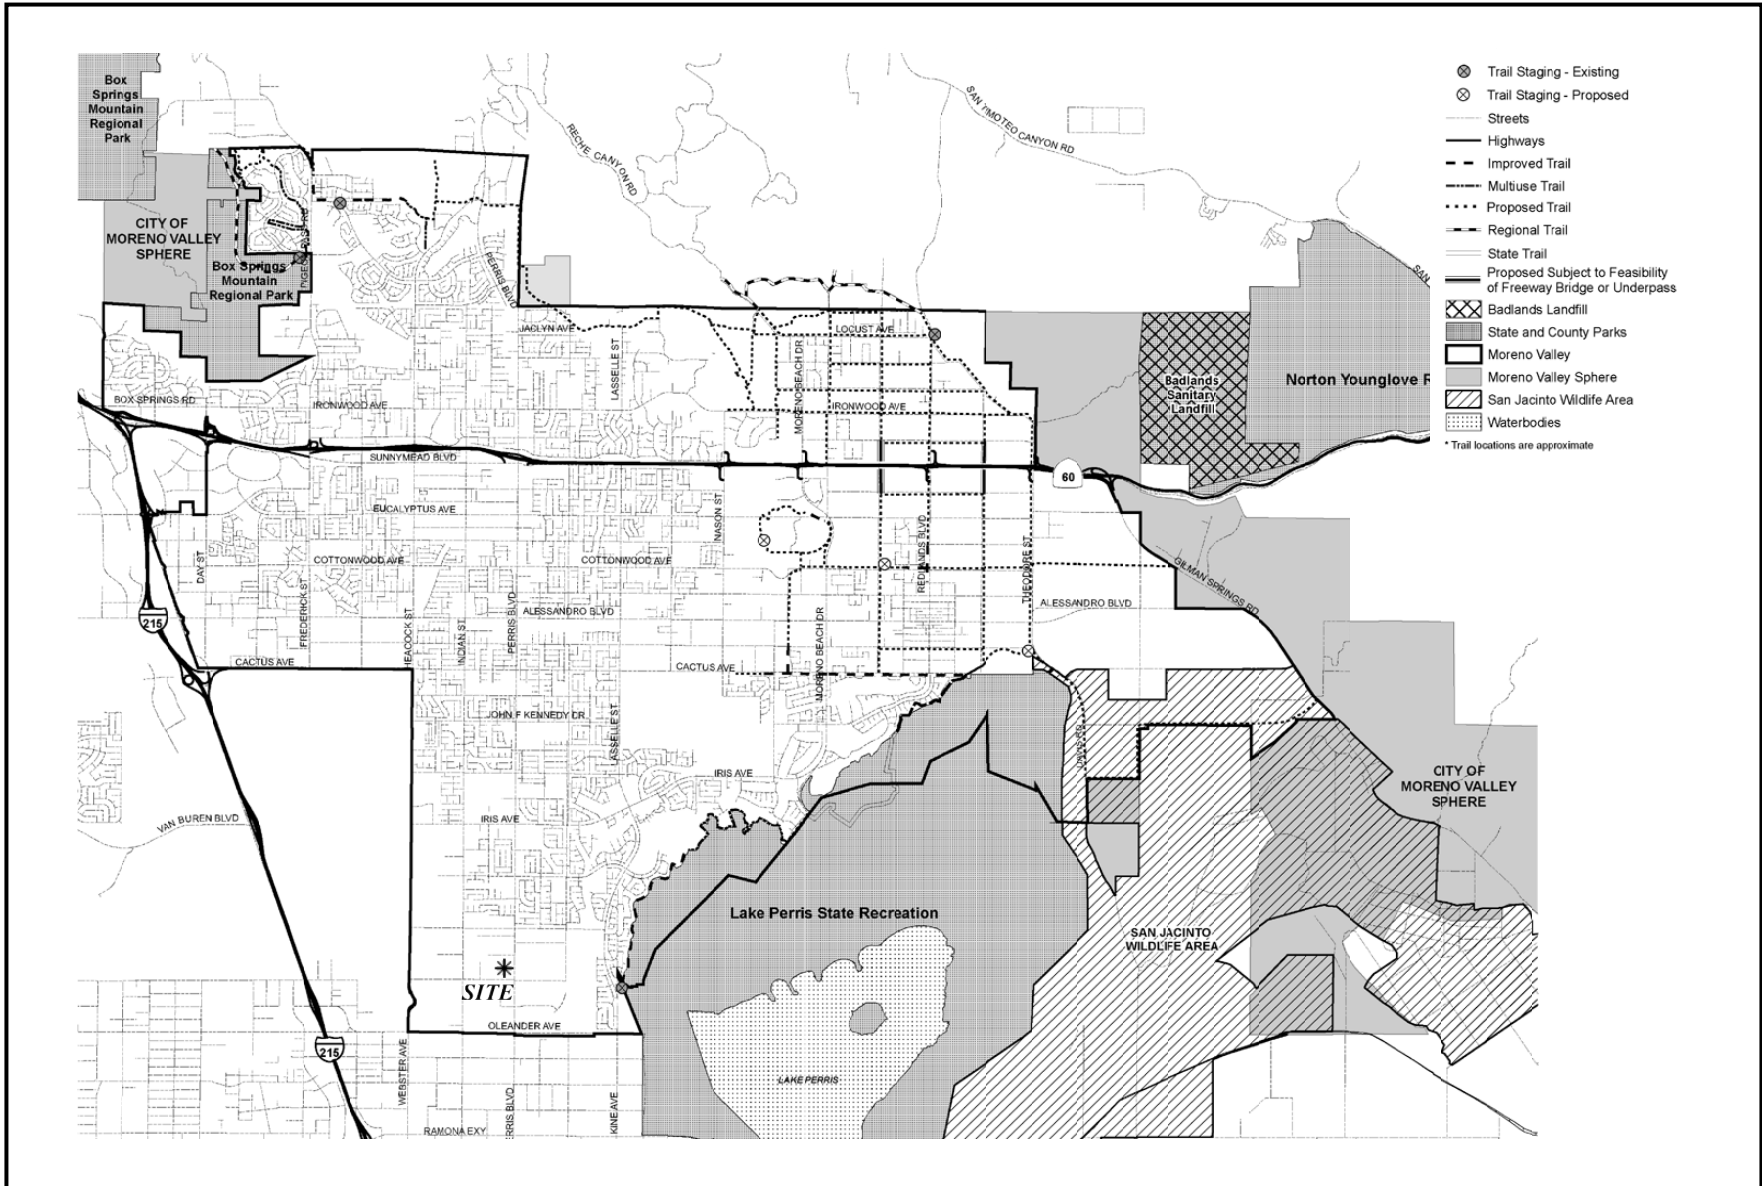 Box
Springs
Mountain
Regional
Park
CITY OF
MORENO VALLEY
SPHERE
Box Springs
Mountain
Regional Park
PERRIS BLVD
RECHE CANYON RD
SAN TIMOTEO CANYON RD
SAN
JACLYN AVE
LASSELLE ST
LOCUST AVE
MORENO BEACH DR
BOX SPRINGS RD
IRONWOOD AVE
IRONWOOD AVE
Badlands
Sanitary
Landfill
Norton Younglove R
SUNNYMEAD BLVD
60
EUCALYPTUS AVE
NASON ST
DAY ST
COTTONWOOD AVE
COTTONWOOD AVE
REDLANDS BLVD
THEODORE ST
GILMAN SPRINGS RD
FREDERICK ST
HEACOCK ST
INDIAN ST
PERRIS BLVD
ALESSANDRO BLVD
ALESSANDRO BLVD
MORENO BEACH DR
215
CACTUS AVE
CACTUS AVE
JOHN F KENNEDY DR
LASSELLE ST
DAVIS RD
IRIS AVE
IRIS AVE
VAN BUREN BLVD
CITY OF
MORENO VALLEY
SPHERE
Lake Perris State Recreation
SAN JACINTO
WILDLIFE AREA
SITE
OLEANDER AVE
215
WEBSTER AVE
LAKE PERRIS
RRIS BLVD
KINE AVE
RAMONA EXY
Trail Staging - Existing
Trail Staging - Proposed
Streets
Highways
Improved Trail
Multiuse Trail
Proposed Trail
Regional Trail
State Trail
Proposed Subject to Feasibility
of Freeway Bridge or Underpass
Badlands Landfill
State and County Parks
Moreno Valley
Moreno Valley Sphere
San Jacinto Wildlife Area
Waterbodies
* Trail locations are approximate